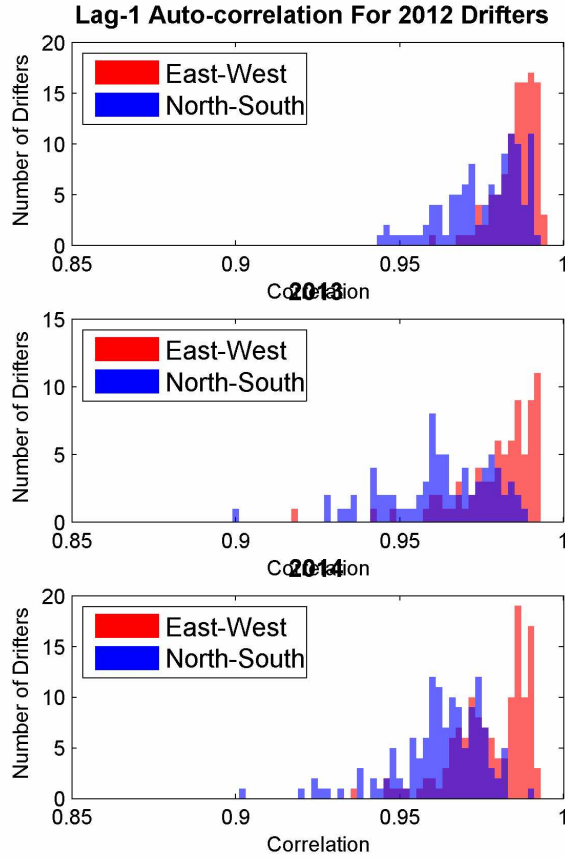 Lag-1 Auto-correlation For 2012 Drifters
20
15
10
5
0
Number of Drifters
East-West
North-South
0.85
0.9
0.95
1
Correlation
2013
15
10
5
0
Number of Drifters
East-West
North-South
0.85
0.9
0.95
1
Correlation
2014
20
15
10
5
0
Number of Drifters
East-West
North-South
0.85
0.9
0.95
1
Correlation